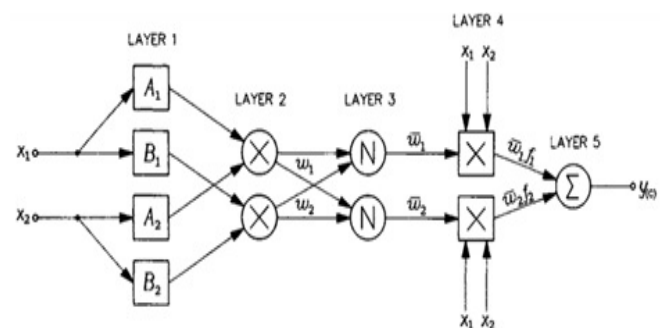 LAYER 4
LAYER 1
X₁ X₂
A₁
LAYER 2
LAYER 3
LAYER 5
X₁
B₁
X
w₁
N
w̅₁
X
w̅₁f₁
Σ
y(c)
X₂
A₂
X
w₂
N
w̅₂
X
w̅₂f₂
B₂
X₁ X₂